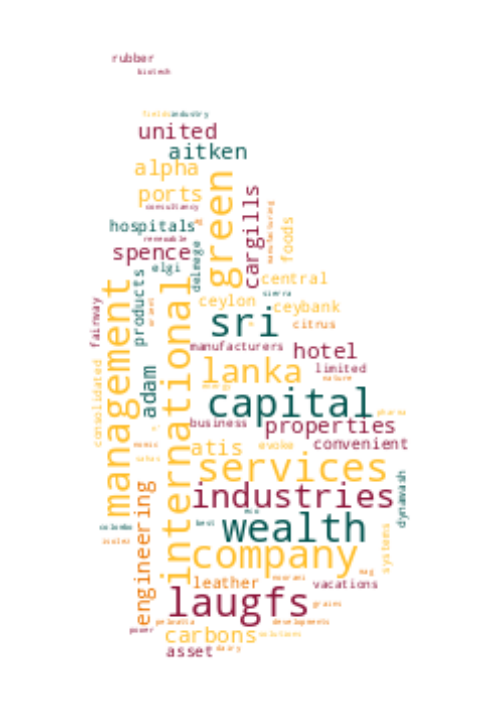 rubber
biotech
fields
industry
united
aitken
alpha
ports
green
cargills
consultancy
manufacturing
hospitals
foods
renewable
spence
delmege
elgi
central
products
sierra
management
international
fairway
ceylon
ceybank
sri
citrus
manufacturers
hotel
lanka
limited
nature
adam
energy
consolidated
capital
pharma
business
properties
atis
evoke
convenient
services
industries
dynawash
engineering
eco
colombo
best
wealth
systems
company
leather
vacations
laugfs
grains
pelwatta
developments
power
carbons
solutions
asset
dairy